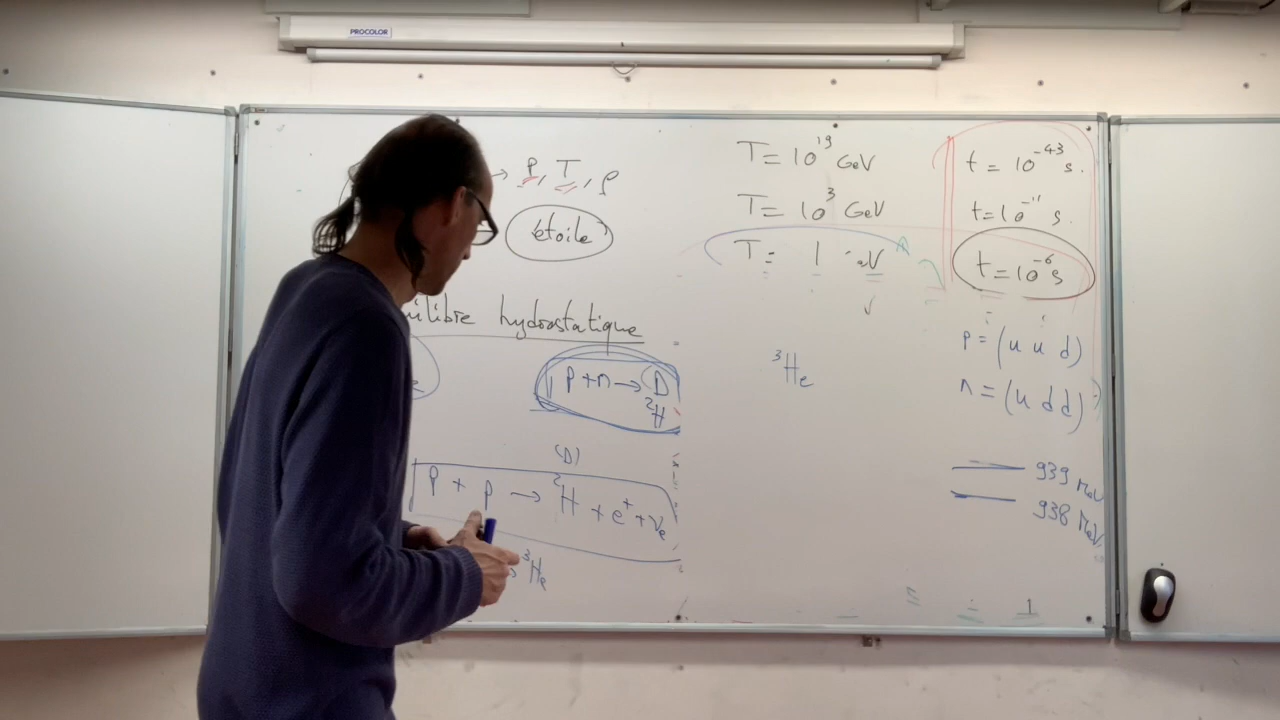 PROCOLOR
→ P, T, ρ
étoile
uilibre hydrostatique
p + n → D
²H
(D)
p + p → ²H + e⁺ + νₑ
³He
T = 10¹⁹ GeV
T = 10³ GeV
T = 1 eV
³He
t = 10⁻⁴³ s.
t = 10⁻¹¹ s.
t = 10⁻⁶ s
p = (u u d)
n = (u d d)
939 MeV
938 MeV